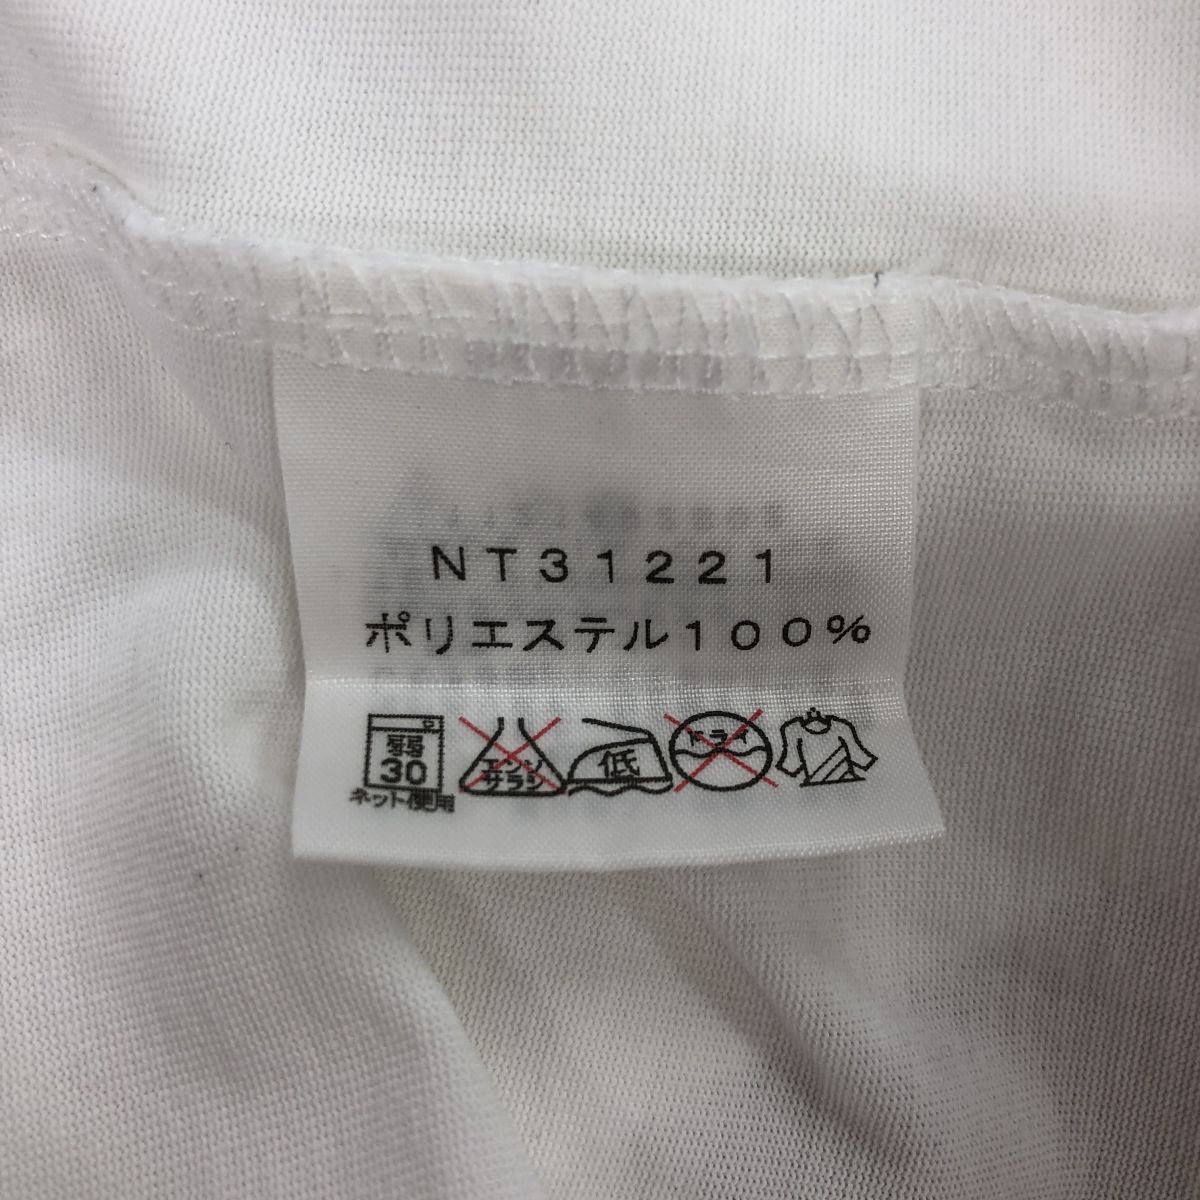 NT31221
ポリエステル100%
弱 エンソ 低 ドライ
30 サラシ
ネット使用